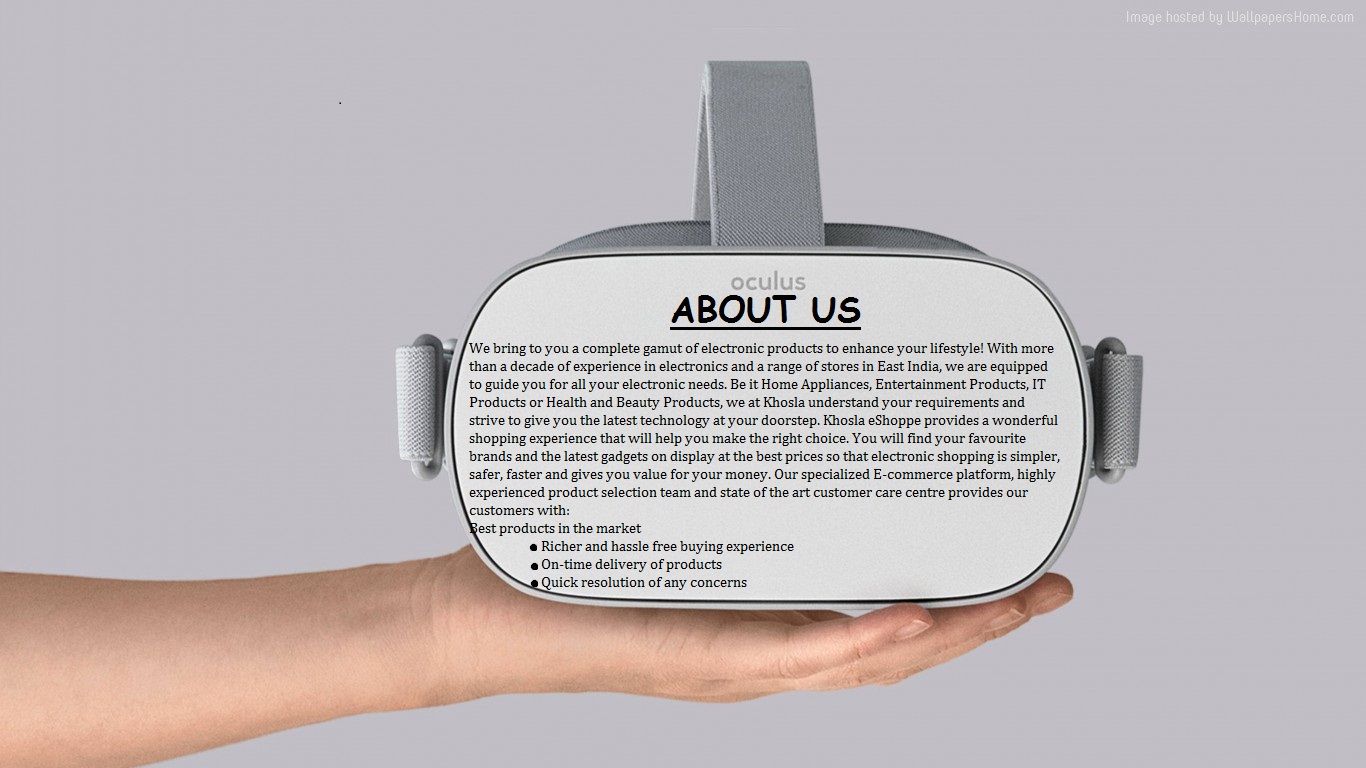 Image hosted by WallpapersHome.com
oculus
ABOUT US
We bring to you a complete gamut of electronic products to enhance your lifestyle! With more
than a decade of experience in electronics and a range of stores in East India, we are equipped
to guide you for all your electronic needs. Be it Home Appliances, Entertainment Products, IT
Products or Health and Beauty Products, we at Khosla understand your requirements and
strive to give you the latest technology at your doorstep. Khosla eShoppe provides a wonderful
shopping experience that will help you make the right choice. You will find your favourite
brands and the latest gadgets on display at the best prices so that electronic shopping is simpler,
safer, faster and gives you value for your money. Our specialized E-commerce platform, highly
experienced product selection team and state of the art customer care centre provides our
customers with:
Best products in the market
● Richer and hassle free buying experience
● On-time delivery of products
● Quick resolution of any concerns